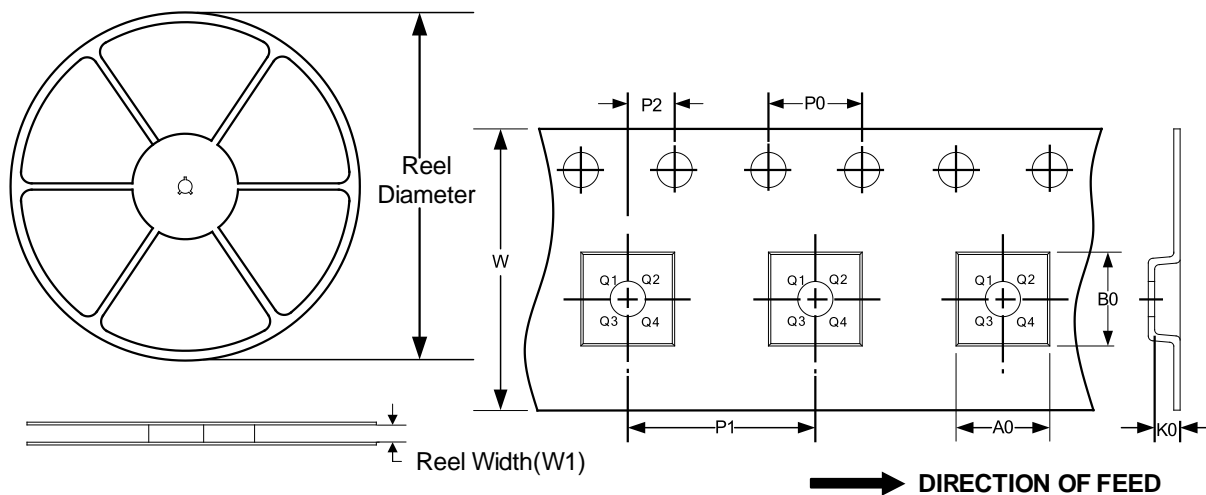 Reel
Diameter
Reel Width(W1)
P2
P0
W
Q1 Q2
Q3 Q4
Q1 Q2
Q3 Q4
Q1 Q2
Q3 Q4
B0
P1
A0
K0
DIRECTION OF FEED